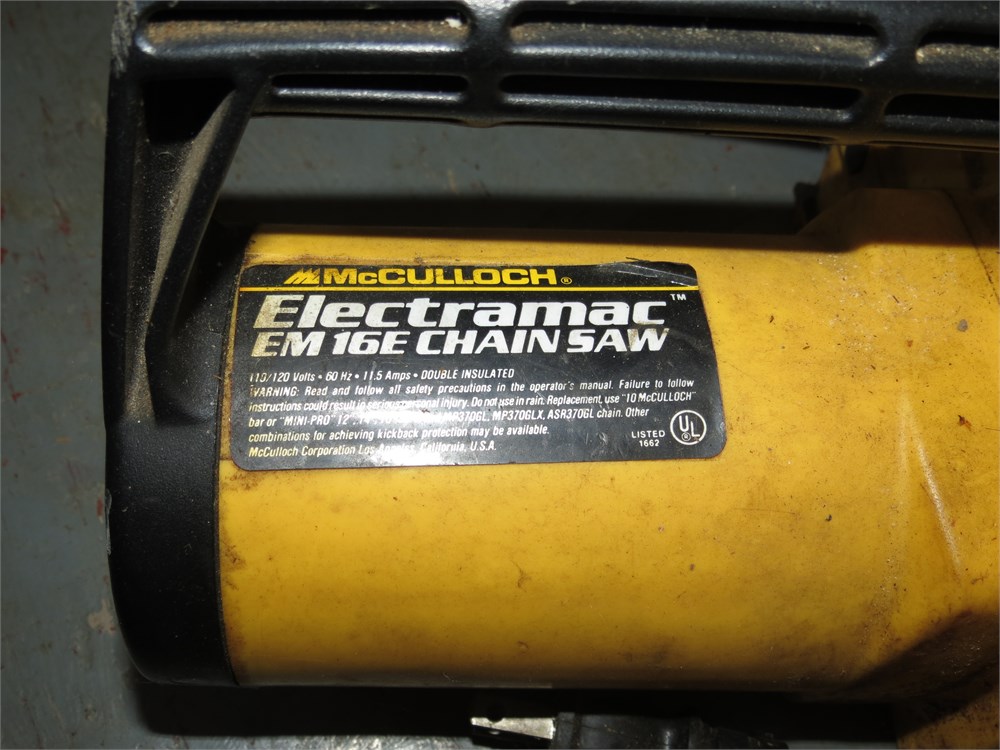 McCULLOCH®
Electramac™
EM 16E CHAIN SAW
110/120 Volts • 60 Hz • 11.5 Amps • DOUBLE INSULATED
WARNING: Read and follow all safety precautions in the operator's manual. Failure to follow
instructions could result in serious personal injury. Do not use in rain. Replacement, use "10 McCULLOCH"
bar or "MINI-PRO" 12", MP370GL, MP370GLX, ASR370GL chain. Other
combinations for achieving kickback protection may be available.
McCulloch Corporation Los Angeles, California, U.S.A.
UL®
LISTED
1662